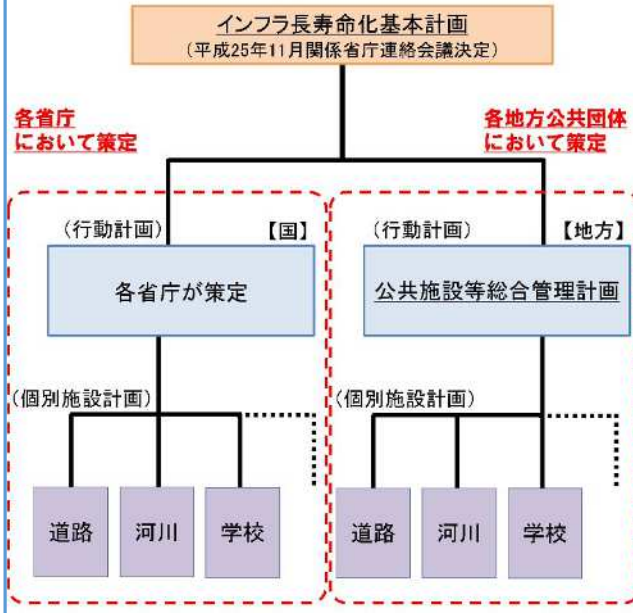 インフラ長寿命化基本計画
(平成25年11月関係省庁連絡会議決定)
各省庁
において策定
各地方公共団体
において策定
(行動計画)
【国】
各省庁が策定
(個別施設計画)
道路
河川
学校
(行動計画)
【地方】
公共施設等総合管理計画
(個別施設計画)
道路
河川
学校